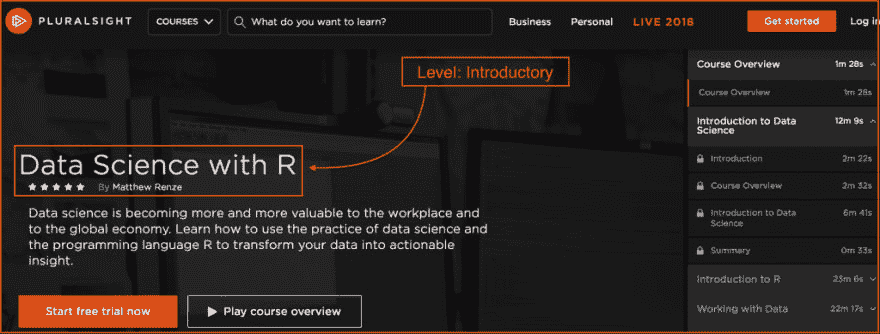 PLURALSIGHT
COURSES
What do you want to learn?
Business
Personal
LIVE 2018
Get started
Log in
Level: Introductory
Data Science with R
By Matthew Renze
Data science is becoming more and more valuable to the workplace and
to the global economy. Learn how to use the practice of data science and
the programming language R to transform your data into actionable
insight.
Start free trial now
Play course overview
Course Overview 1m 28s
Course Overview 1m 28s
Introduction to Data
Science 12m 9s
Introduction 2m 22s
Course Overview 2m 32s
Introduction to Data
Science 6m 41s
Summary 0m 33s
Introduction to R 23m 6s
Working with Data 22m 17s